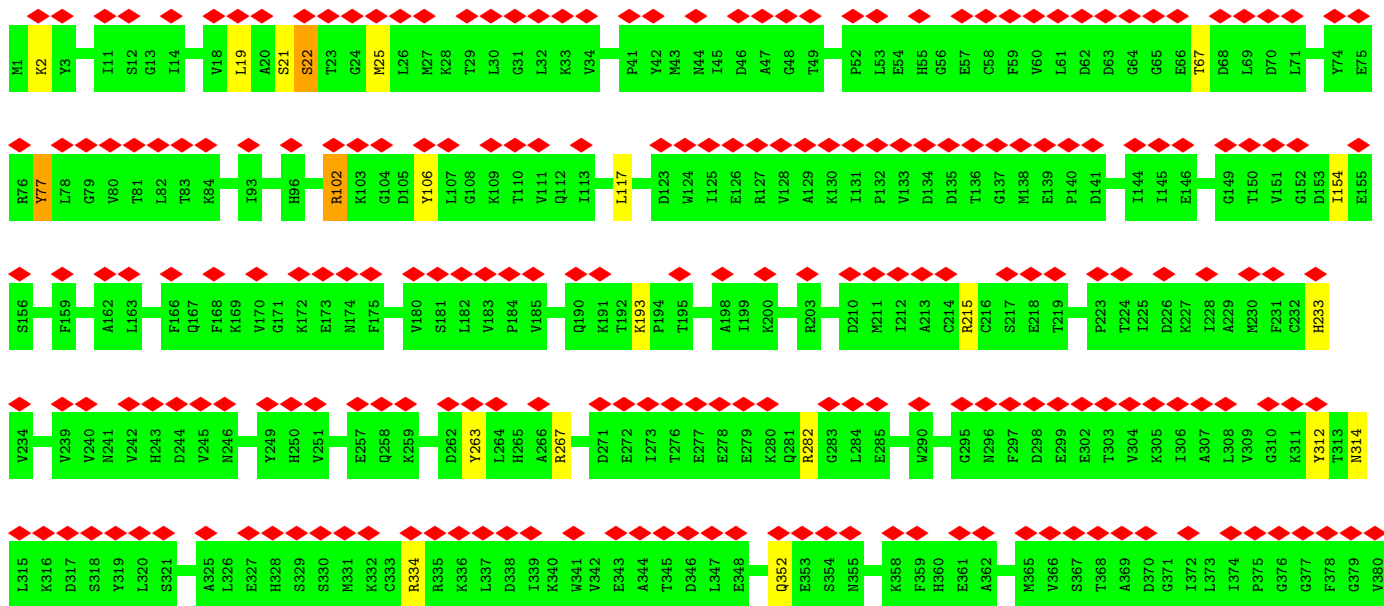 M1 K2 Y3 I11 S12 G13 I14 V18 L19 A20 S21 S22 T23 G24 M25 L26 M27 K28 T29 L30 G31 L32 K33 V34 P41 Y42 M43 N44 I45 D46 A47 G48 T49 P52 L53 E54 H55 G56 E57 C58 F59 V60 L61 D62 D63 G64 G65 E66 T67 D68 L69 D70 L71 Y74 E75
R76 Y77 L78 G79 V80 T81 L82 T83 K84 I93 H96 R102 K103 G104 D105 Y106 L107 G108 K109 T110 V111 Q112 I113 L117 D123 W124 I125 E126 R127 V128 A129 K130 I131 P132 V133 D134 D135 T136 G137 M138 E139 P140 D141 I144 I145 E146 G149 T150 V151 G152 D153 I154 E155
S156 F159 A162 L163 F166 Q167 F168 K169 V170 G171 K172 E173 N174 F175 V180 S181 L182 V183 P184 V185 Q190 K191 T192 K193 P194 T195 A198 I199 K200 R203 D210 M211 I212 A213 C214 R215 C216 S217 E218 T219 P223 T224 I225 D226 K227 I228 A229 M230 F231 C232 H233
V234 V239 V240 N241 V242 H243 D244 V245 N246 Y249 H250 V251 E257 Q258 K259 D262 Y263 L264 H265 A266 R267 D271 E272 I273 T276 E277 E278 E279 K280 Q281 R282 G283 L284 E285 W290 G295 N296 F297 D298 E299 E302 T303 V304 K305 I306 A307 L308 V309 G310 K311 Y312 T313 N314
L315 K316 D317 S318 Y319 L320 S321 A325 L326 E327 H328 S329 S330 M331 K332 C333 R334 R335 K336 L337 D338 I339 K340 W341 V342 E343 A344 T345 D346 L347 E348 Q352 E353 S354 N355 K358 F359 H360 E361 A362 M365 V366 S367 T368 A369 D370 G371 I372 L373 I374 P375 G376 G377 F378 G379 V380